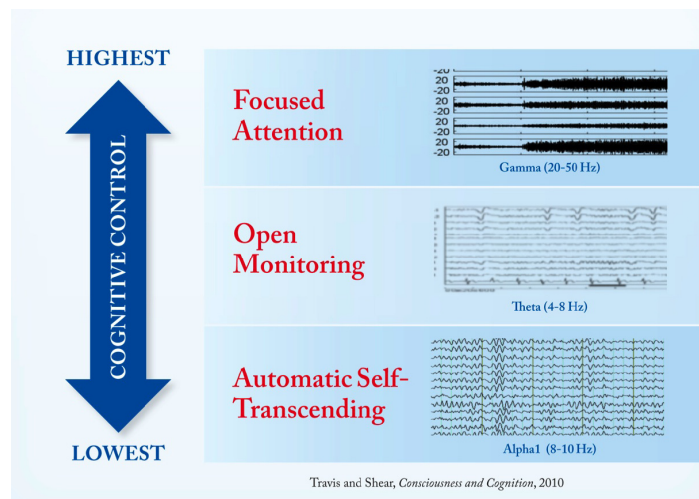 HIGHEST
COGNITIVE CONTROL
LOWEST
Focused
Attention
-20
20
-20
20
-20
20
-20
20
-20
Gamma (20-50 Hz)
Open
Monitoring
Theta (4-8 Hz)
Automatic Self-
Transcending
Alpha1 (8-10 Hz)
Travis and Shear, Consciousness and Cognition, 2010